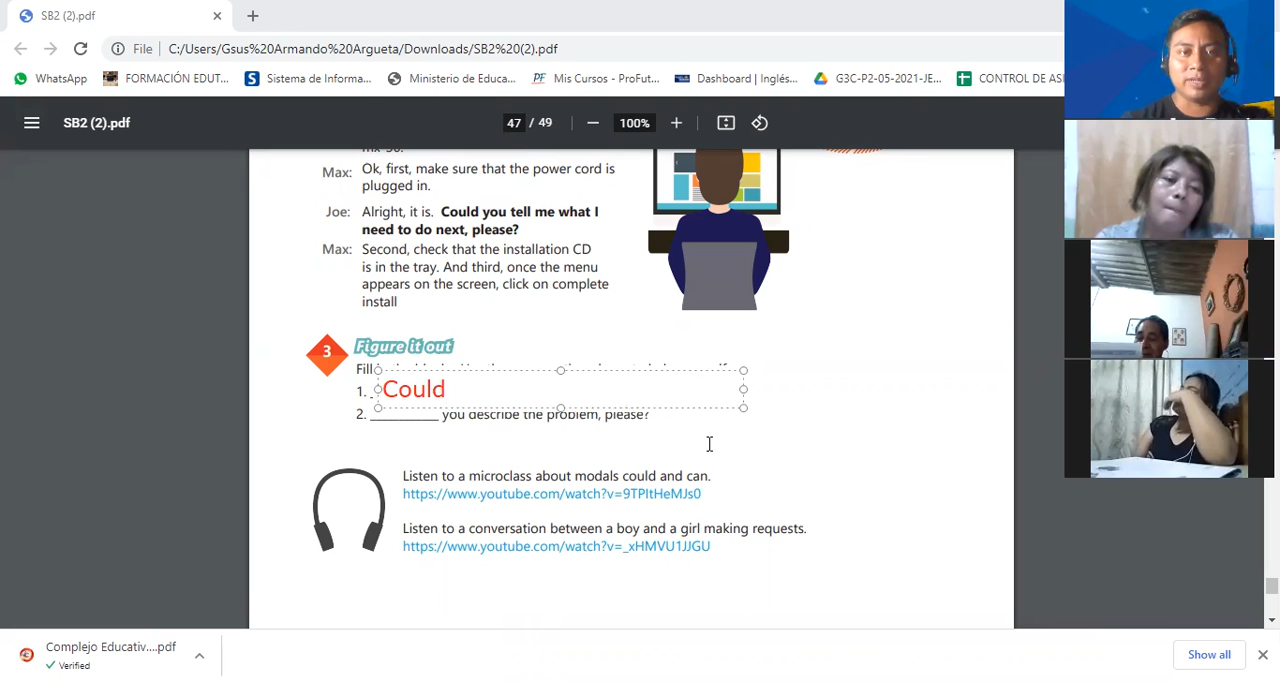 SB2 (2).pdf
File C:/Users/Gsus%20Armando%20Argueta/Downloads/SB2%20(2).pdf
WhatsApp FORMACIÓN EDUT... Sistema de Informa... Ministerio de Educa... PF Mis Cursos - ProFut... Dashboard | Inglés,... G3C-P2-05-2021-JE... CONTROL DE ASI
SB2 (2).pdf 47 / 49 100%
Max: Ok, first, make sure that the power cord is
plugged in.
Joe: Alright, it is. Could you tell me what I
need to do next, please?
Max: Second, check that the installation CD
is in the tray. And third, once the menu
appears on the screen, click on complete
install
3 Figure it out
Could
1.
2. ____________ you describe the problem, please?
Listen to a microclass about modals could and can.
https://www.youtube.com/watch?v=9TPItHeMJs0
Listen to a conversation between a boy and a girl making requests.
https://www.youtube.com/watch?v=_xHMVU1JJGU
Complejo Educativ....pdf
Verified
Show all